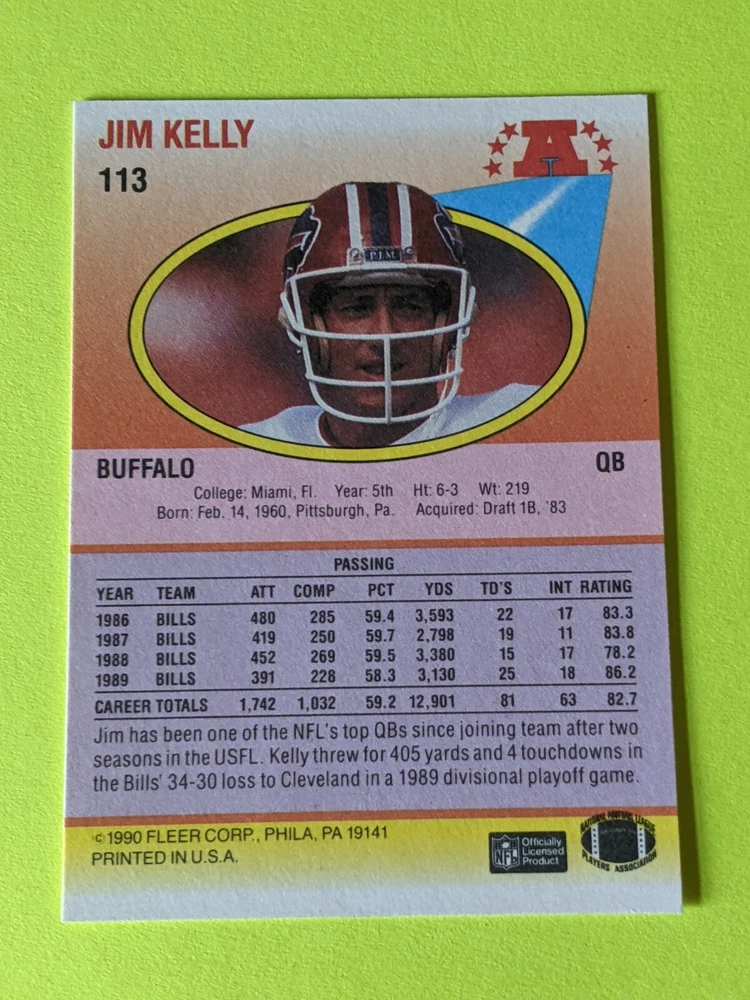 JIM KELLY
113
A
P.J.M.
BUFFALO QB
College: Miami, Fl. Year: 5th Ht: 6-3 Wt: 219
Born: Feb. 14, 1960, Pittsburgh, Pa. Acquired: Draft 1B, '83
PASSING
YEAR TEAM ATT COMP PCT YDS TD'S INT RATING
1986 BILLS 480 285 59.4 3,593 22 17 83.3
1987 BILLS 419 250 59.7 2,798 19 11 83.8
1988 BILLS 452 269 59.5 3,380 15 17 78.2
1989 BILLS 391 228 58.3 3,130 25 18 86.2
CAREER TOTALS 1,742 1,032 59.2 12,901 81 63 82.7
Jim has been one of the NFL's top QBs since joining team after two
seasons in the USFL. Kelly threw for 405 yards and 4 touchdowns in
the Bills' 34-30 loss to Cleveland in a 1989 divisional playoff game.
© 1990 FLEER CORP., PHILA, PA 19141
PRINTED IN U.S.A.
NFL
Officially
Licensed
Product
NATIONAL FOOTBALL LEAGUE
PLAYERS ASSOCIATION